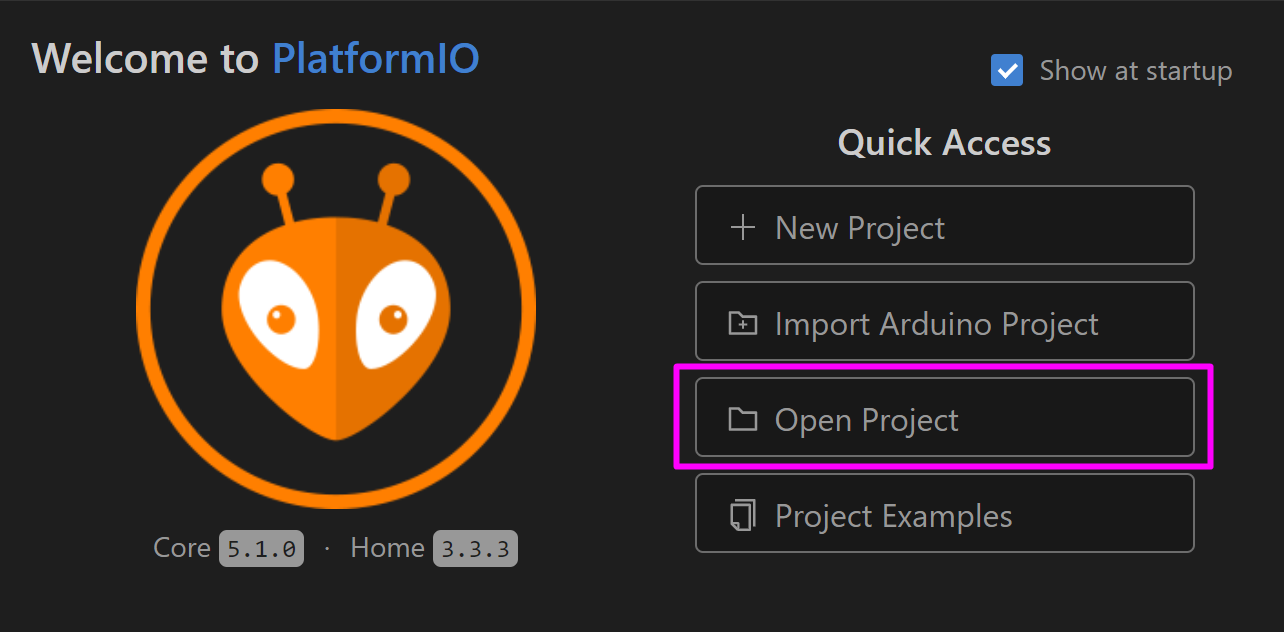 Welcome to PlatformIO
Show at startup
Quick Access
New Project
Import Arduino Project
Open Project
Project Examples
Core 5.1.0 · Home 3.3.3